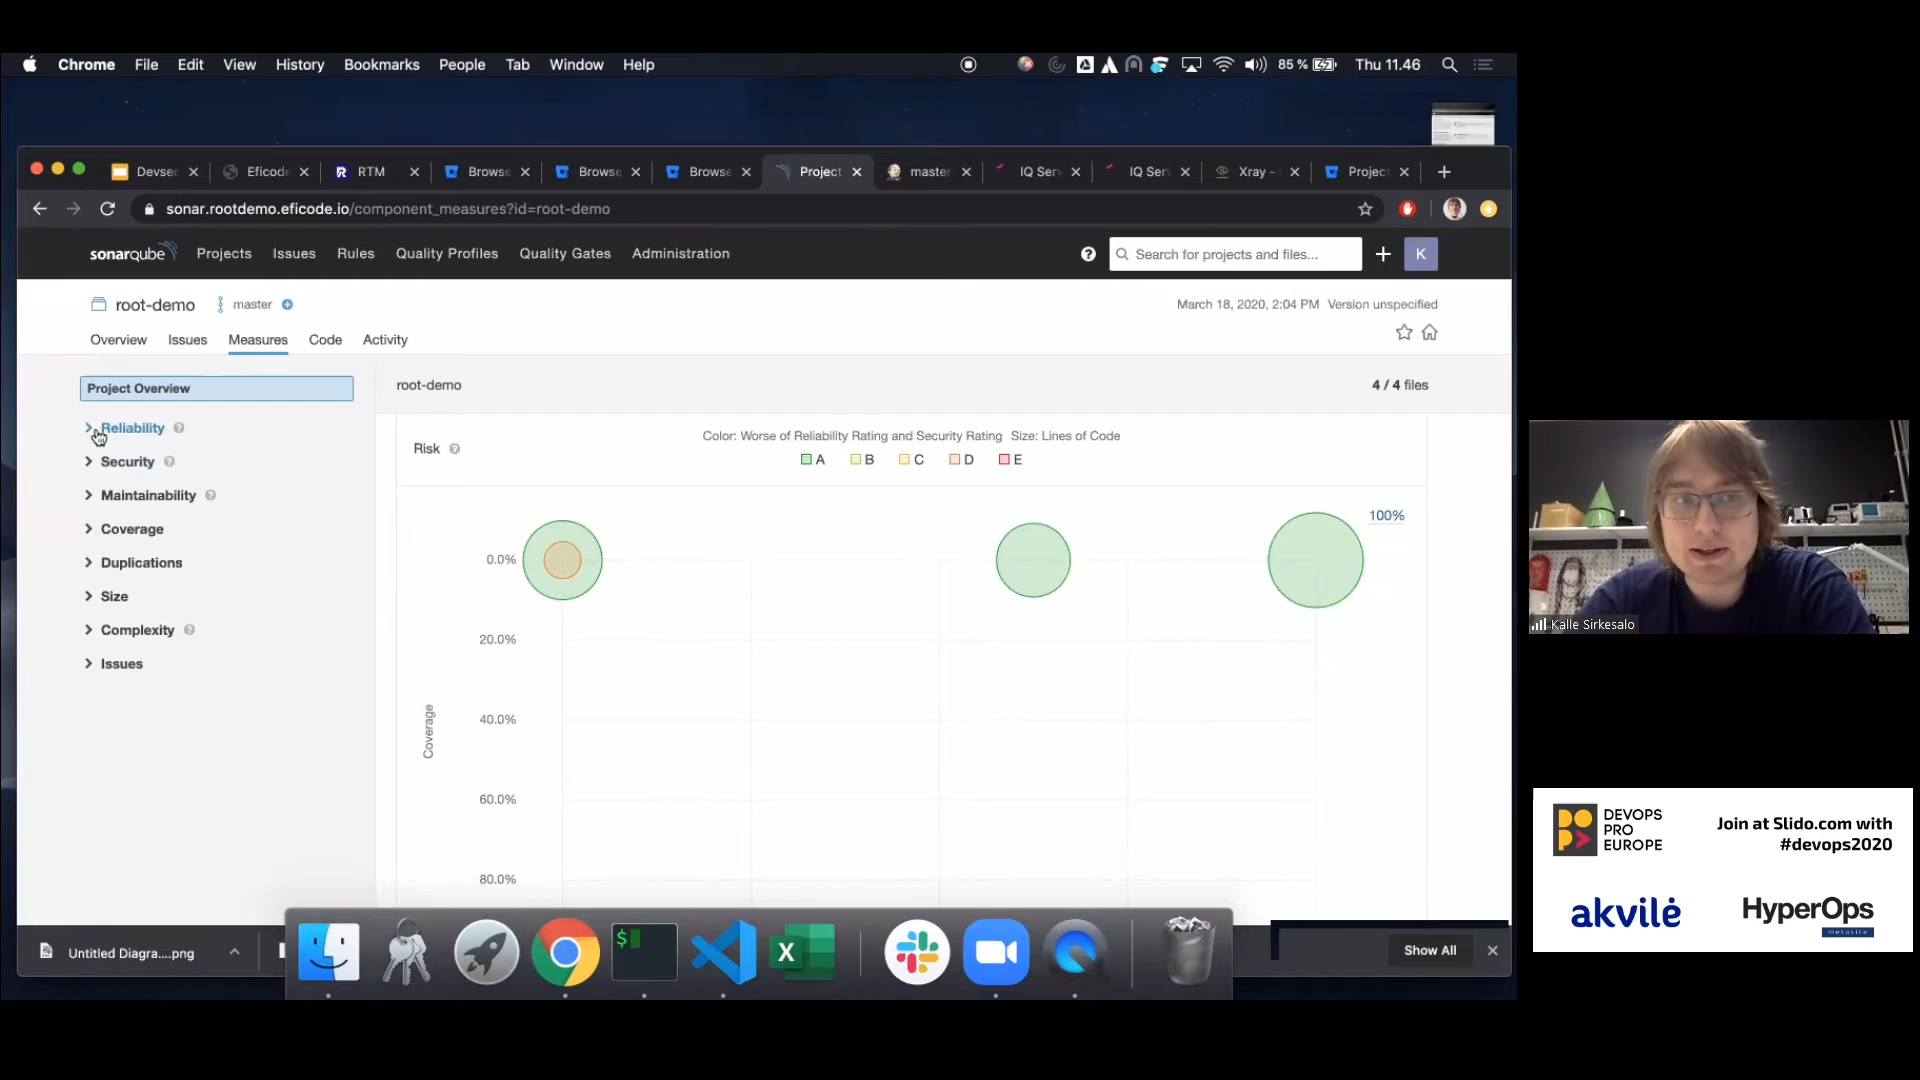 Chrome File Edit View History Bookmarks People Tab Window Help
85 % Thu 11.46
Devsec Eficode RTM Browse Browse Browse Project master IQ Serv IQ Serv Xray - Project
sonar.rootdemo.eficode.io/component_measures?id=root-demo
sonarqube Projects Issues Rules Quality Profiles Quality Gates Administration
? Search for projects and files... K
root-demo master
March 18, 2020, 2:04 PM Version unspecified
Overview Issues Measures Code Activity
Project Overview
root-demo
4 / 4 files
Reliability ?
Security ?
Maintainability ?
Coverage
Duplications
Size
Complexity ?
Issues
Risk ?
Color: Worse of Reliability Rating and Security Rating Size: Lines of Code
A B C D E
100%
0.0%
20.0%
40.0%
60.0%
80.0%
Coverage
Untitled Diagra....png
$
X
Show All
Kalle Sirkesalo
DEVOPS
PRO
EUROPE
Join at Slido.com with
#devops2020
akvilė
HyperOps
metasite